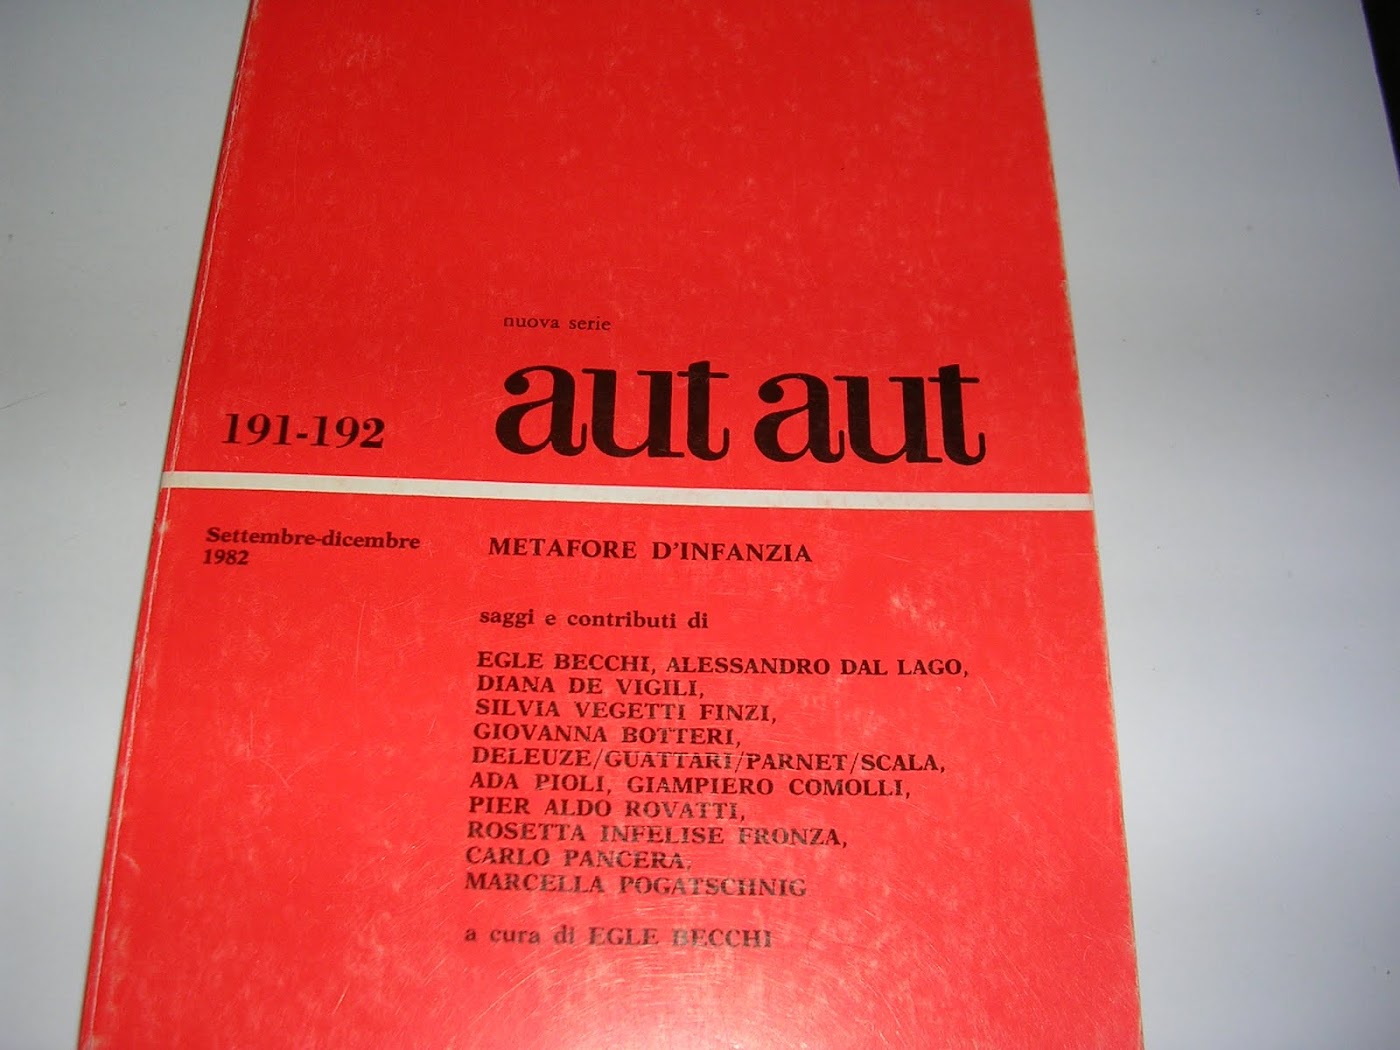 nuova serie
aut aut
191-192
Settembre-dicembre
1982
METAFORE D'INFANZIA
saggi e contributi di
EGLE BECCHI, ALESSANDRO DAL LAGO,
DIANA DE VIGILI,
SILVIA VEGETTI FINZI,
GIOVANNA BOTTERI,
DELEUZE/GUATTARI/PARNET/SCALA,
ADA PIOLI, GIAMPIERO COMOLLI,
PIER ALDO ROVATTI,
ROSETTA INFELISE FRONZA,
CARLO PANCERA,
MARCELLA POGATSCHNIG
a cura di EGLE BECCHI